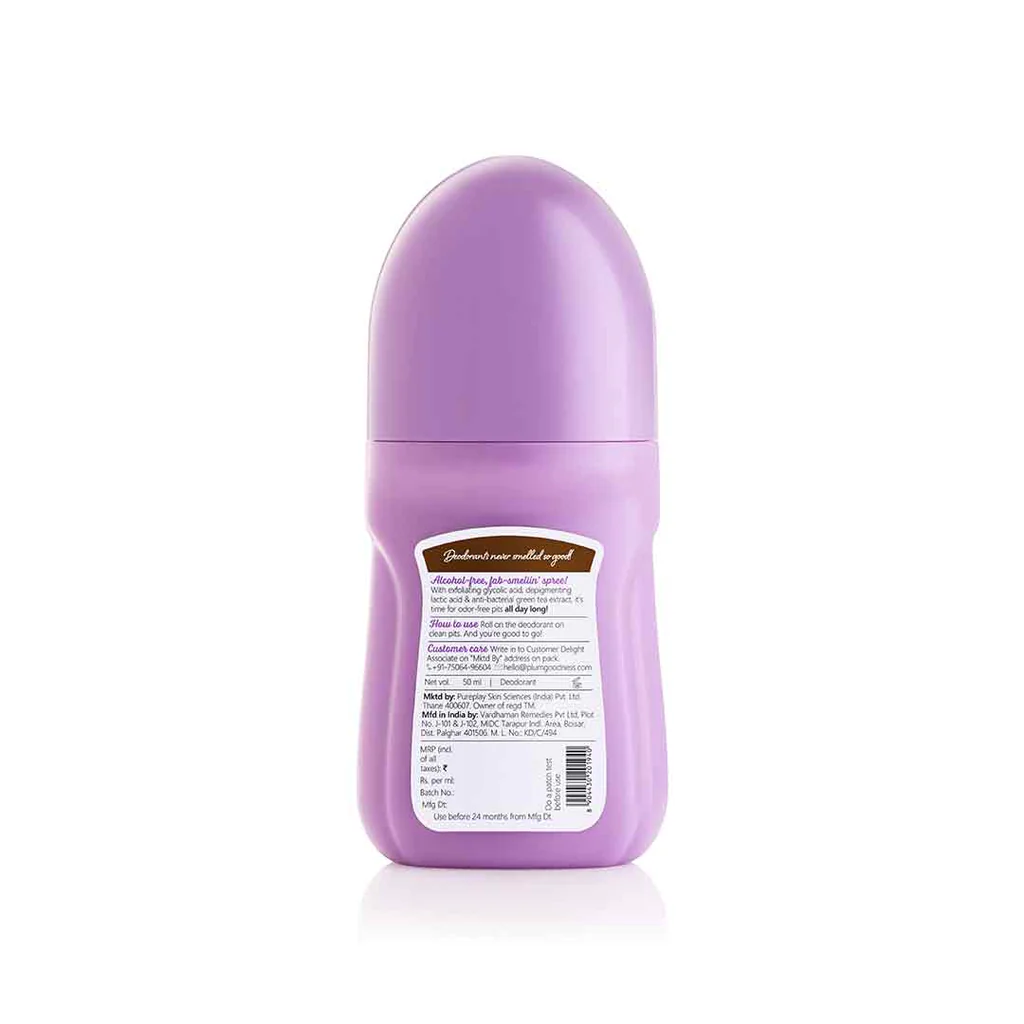 Deodorants never smelled so good!
Alcohol-free, fab-smellin' spree!
With exfoliating glycolic acid, depigmenting
lactic acid & anti-bacterial green tea extract, it's
time for odor-free pits all day long!
How to use Roll on the deodorant on
clean pits. And you're good to go!
Customer care Write in to Customer Delight
Associate on "Mktd By" address on pack.
+91-75064-96604 hello@plumgoodness.com
Net vol. 50 ml | Deodorant
Mktd by: Pureplay Skin Sciences (India) Pvt. Ltd.
Thane 400607. Owner of regd TM.
Mfd in India by: Vardhaman Remedies Pvt Ltd, Plot
No. J-101 & J-102, MIDC Tarapur Indl. Area, Boisar,
Dist. Palghar 401506. M. L. No.: KD/C/494
MRP (incl.
of all
taxes): ₹
Rs. per ml:
Batch No.:
Mfg Dt.:
Do a patch test
before use
8 904430 201940
Use before 24 months from Mfg Dt.